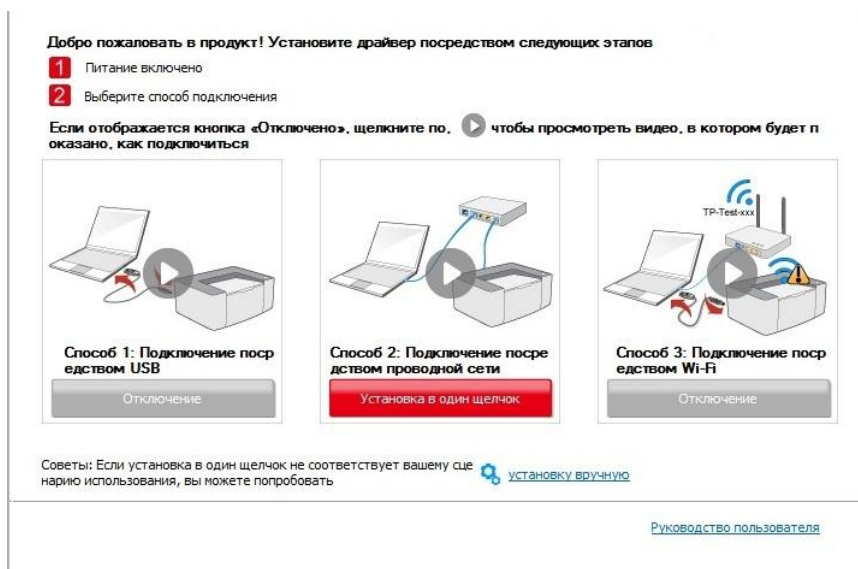 Добро пожаловать в продукт! Установите драйвер посредством следующих этапов
1 Питание включено
2 Выберите способ подключения
Если отображается кнопка «Отключено», щелкните по, чтобы просмотреть видео, в котором будет п
оказано, как подключиться
TP-Test-xxx
Способ 1: Подключение поср
едством USB
Отключение
Способ 2: Подключение посре
дством проводной сети
Установка в один щелчок
Способ 3: Подключение поср
едством Wi-Fi
Отключение
Советы: Если установка в один щелчок не соответствует вашему сце
нарию использования, вы можете попробовать
установку вручную
Руководство пользователя